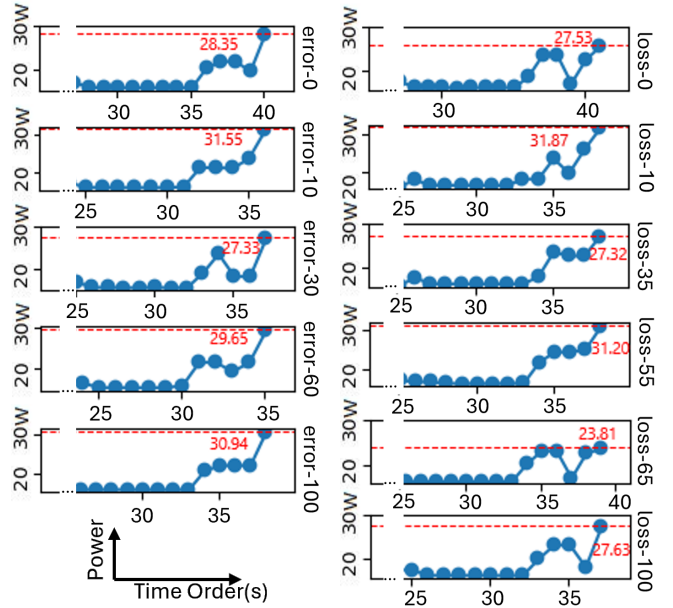 30W
20
28.35
error-0
...
30
35
40
30W
20
31.55
error-10
...
25
30
35
30W
20
27.33
error-30
...
25
30
35
30W
20
29.65
error-60
...
25
30
35
30W
20
30.94
error-100
...
30
35
Power
Time Order(s)
30W
20
27.53
loss-0
...
30
40
30W
20
31.87
loss-10
...
25
30
35
30W
20
27.32
loss-35
...
25
30
35
30W
20
31.20
loss-55
...
25
30
35
30W
20
23.81
loss-65
...
25
30
35
40
30W
20
27.63
loss-100
...
25
30
35